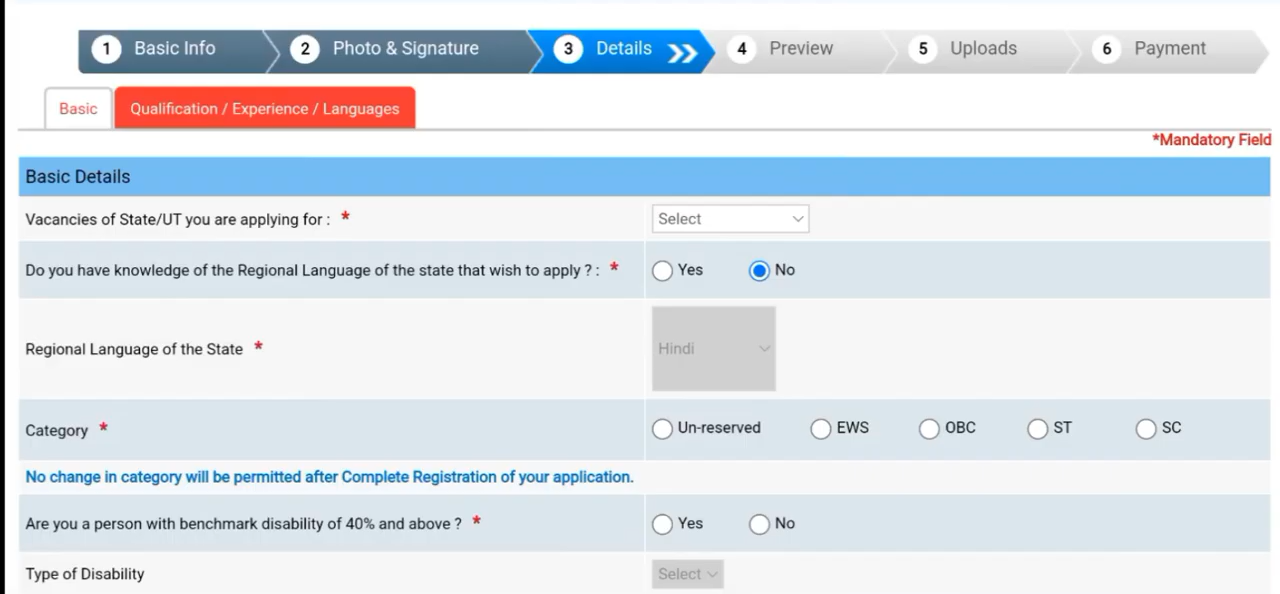 1 Basic Info 2 Photo & Signature 3 Details 4 Preview 5 Uploads 6 Payment
Basic Qualification / Experience / Languages
*Mandatory Field
Basic Details
Vacancies of State/UT you are applying for : * Select
Do you have knowledge of the Regional Language of the state that wish to apply ? : * Yes No
Regional Language of the State * Hindi
Category * Un-reserved EWS OBC ST SC
No change in category will be permitted after Complete Registration of your application.
Are you a person with benchmark disability of 40% and above ? * Yes No
Type of Disability Select